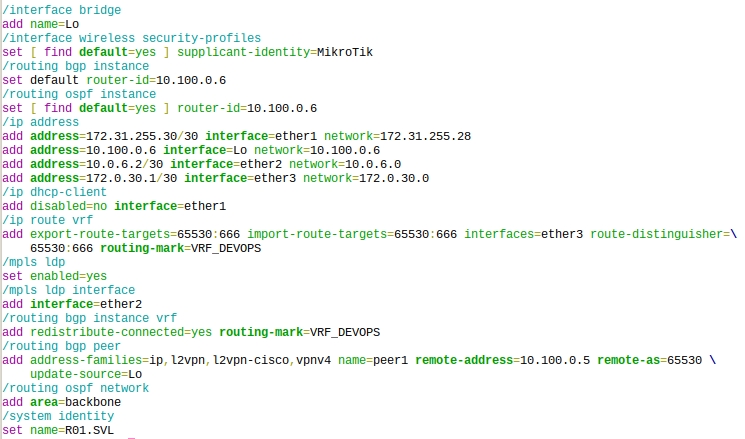 /interface bridge
add name=Lo
/interface wireless security-profiles
set [ find default=yes ] supplicant-identity=MikroTik
/routing bgp instance
set default router-id=10.100.0.6
/routing ospf instance
set [ find default=yes ] router-id=10.100.0.6
/ip address
add address=172.31.255.30/30 interface=ether1 network=172.31.255.28
add address=10.100.0.6 interface=Lo network=10.100.0.6
add address=10.0.6.2/30 interface=ether2 network=10.0.6.0
add address=172.0.30.1/30 interface=ether3 network=172.0.30.0
/ip dhcp-client
add disabled=no interface=ether1
/ip route vrf
add export-route-targets=65530:666 import-route-targets=65530:666 interfaces=ether3 route-distinguisher=\
    65530:666 routing-mark=VRF_DEVOPS
/mpls ldp
set enabled=yes
/mpls ldp interface
add interface=ether2
/routing bgp instance vrf
add redistribute-connected=yes routing-mark=VRF_DEVOPS
/routing bgp peer
add address-families=ip,l2vpn,l2vpn-cisco,vpnv4 name=peer1 remote-address=10.100.0.5 remote-as=65530 \
    update-source=Lo
/routing ospf network
add area=backbone
/system identity
set name=R01.SVL